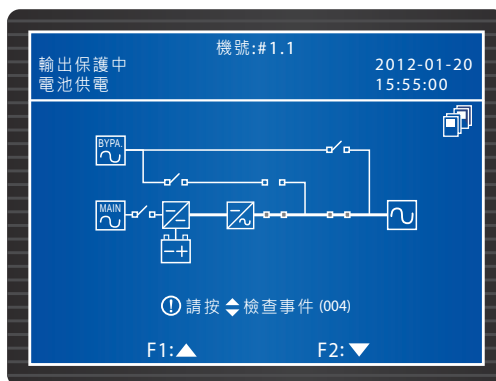 機號:#1.1
輸出保護中
2012-01-20
電池供電
15:55:00
BYPA.
MAIN
請按檢查事件 (004)
F1:▲ F2:▼